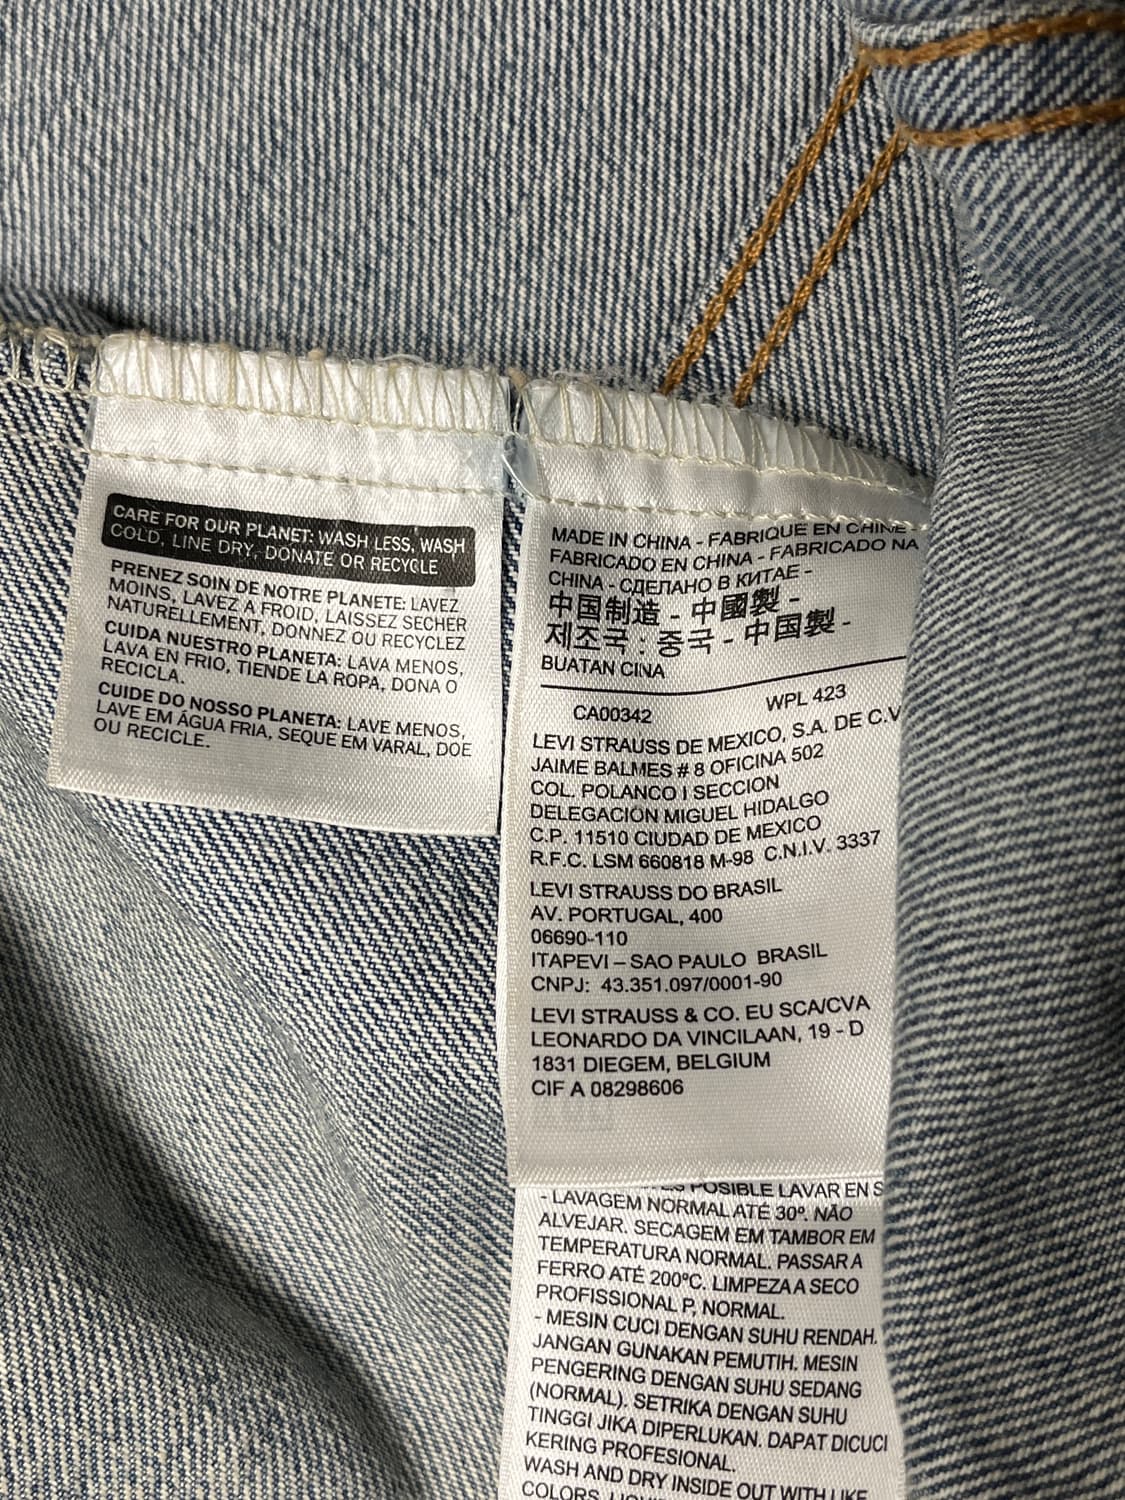 CARE FOR OUR PLANET: WASH LESS, WASH
COLD, LINE DRY, DONATE OR RECYCLE
PRENEZ SOIN DE NOTRE PLANETE: LAVEZ
MOINS, LAVEZ A FROID, LAISSEZ SECHER
NATURELLEMENT, DONNEZ OU RECYCLEZ
CUIDA NUESTRO PLANETA: LAVA MENOS,
LAVA EN FRIO, TIENDE LA ROPA, DONA O
RECICLA.
CUIDE DO NOSSO PLANETA: LAVE MENOS,
LAVE EM ÁGUA FRIA, SEQUE EM VARAL, DOE
OU RECICLE.
MADE IN CHINA - FABRIQUE EN CHINE -
FABRICADO EN CHINA - FABRICADO NA
CHINA - СДЕЛАНО В КИТАЕ -
中国制造 - 中國製 -
제조국 : 중국 - 中国製 -
BUATAN CINA
CA00342 WPL 423
LEVI STRAUSS DE MEXICO, S.A. DE C.V
JAIME BALMES # 8 OFICINA 502
COL. POLANCO I SECCION
DELEGACIÓN MIGUEL HIDALGO
C.P. 11510 CIUDAD DE MEXICO
R.F.C. LSM 660818 M-98 C.N.I.V. 3337
LEVI STRAUSS DO BRASIL
AV. PORTUGAL, 400
06690-110
ITAPEVI – SAO PAULO BRASIL
CNPJ: 43.351.097/0001-90
LEVI STRAUSS & CO. EU SCA/CVA
LEONARDO DA VINCILAAN, 19 - D
1831 DIEGEM, BELGIUM
CIF A 08298606
POSIBLE LAVAR EN S
- LAVAGEM NORMAL ATÉ 30º. NÃO
ALVEJAR. SECAGEM EM TAMBOR EM
TEMPERATURA NORMAL. PASSAR A
FERRO ATÉ 200ºC. LIMPEZA A SECO
PROFISSIONAL P, NORMAL.
- MESIN CUCI DENGAN SUHU RENDAH.
JANGAN GUNAKAN PEMUTIH. MESIN
PENGERING DENGAN SUHU SEDANG
(NORMAL). SETRIKA DENGAN SUHU
TINGGI JIKA DIPERLUKAN. DAPAT DICUCI
KERING PROFESIONAL.
WASH AND DRY INSIDE OUT WITH LIKE
COLORS.